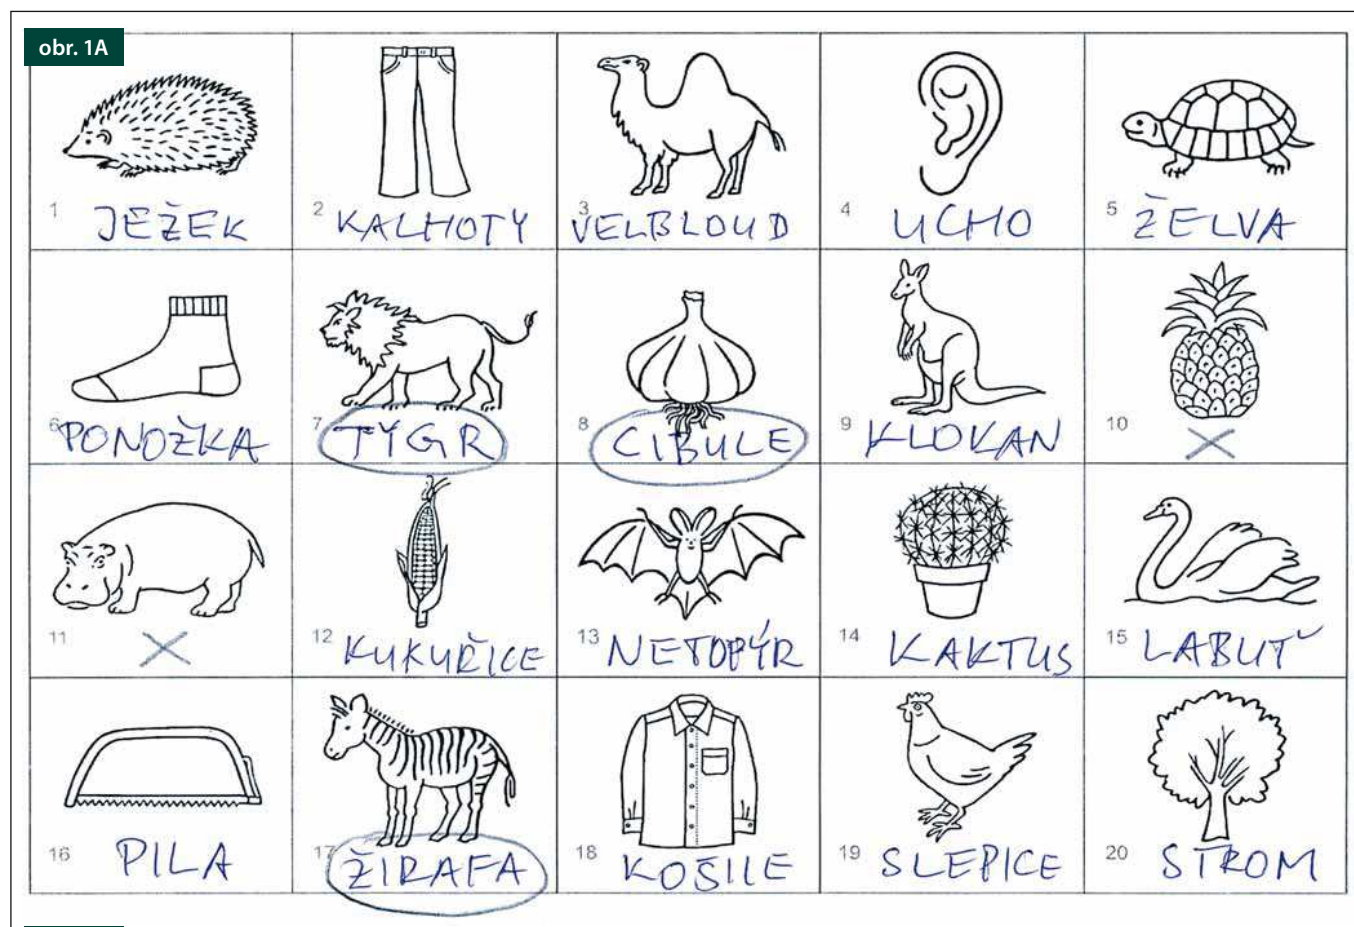 obr. 1A
1 JEŽEK
2 KALHOTY
3 VELBLOUD
4 UCHO
5 ŽELVA
6 PONOŽKA
7 TYGR
8 CIBULE
9 KLOKAN
10
11
12 KUKUŘICE
13 NETOPÝR
14 KAKTUS
15 LABUŤ
16 PILA
17 ŽIRAFA
18 KOŠILE
19 SLEPICE
20 STROM